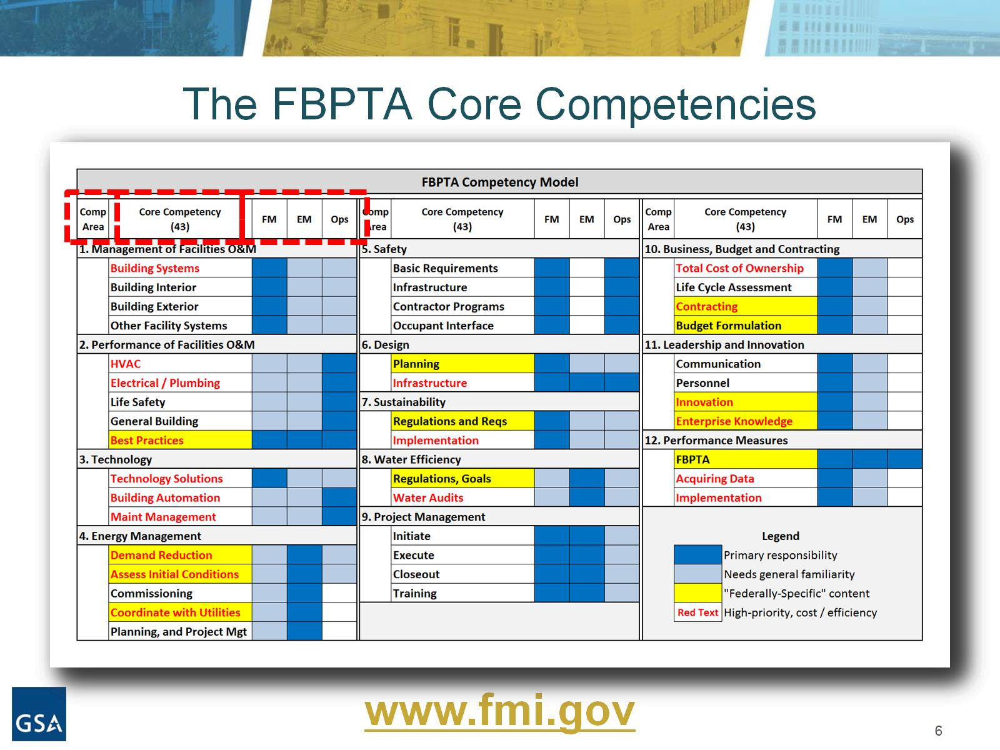 The FBPTA Core Competencies
FBPTA Competency Model
Comp Area
Core Competency (43)
FM
EM
Ops
1. Management of Facilities O&M
Building Systems
Building Interior
Building Exterior
Other Facility Systems
2. Performance of Facilities O&M
HVAC
Electrical / Plumbing
Life Safety
General Building
Best Practices
3. Technology
Technology Solutions
Building Automation
Maint Management
4. Energy Management
Demand Reduction
Assess Initial Conditions
Commissioning
Coordinate with Utilities
Planning, and Project Mgt
Comp Area
Core Competency (43)
FM
EM
Ops
5. Safety
Basic Requirements
Infrastructure
Contractor Programs
Occupant Interface
6. Design
Planning
Infrastructure
7. Sustainability
Regulations and Reqs
Implementation
8. Water Efficiency
Regulations, Goals
Water Audits
9. Project Management
Initiate
Execute
Closeout
Training
Comp Area
Core Competency (43)
FM
EM
Ops
10. Business, Budget and Contracting
Total Cost of Ownership
Life Cycle Assessment
Contracting
Budget Formulation
11. Leadership and Innovation
Communication
Personnel
Innovation
Enterprise Knowledge
12. Performance Measures
FBPTA
Acquiring Data
Implementation
Legend
Primary responsibility
Needs general familiarity
"Federally-Specific" content
Red Text High-priority, cost / efficiency
GSA
www.fmi.gov
6